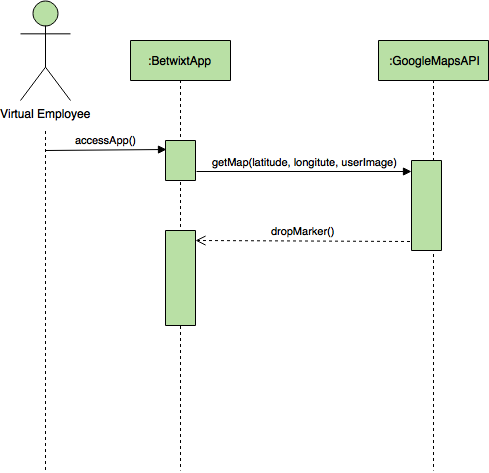 :BetwixtApp
:GoogleMapsAPI
Virtual Employee
accessApp()
getMap(latitude, longitute, userImage)
dropMarker()